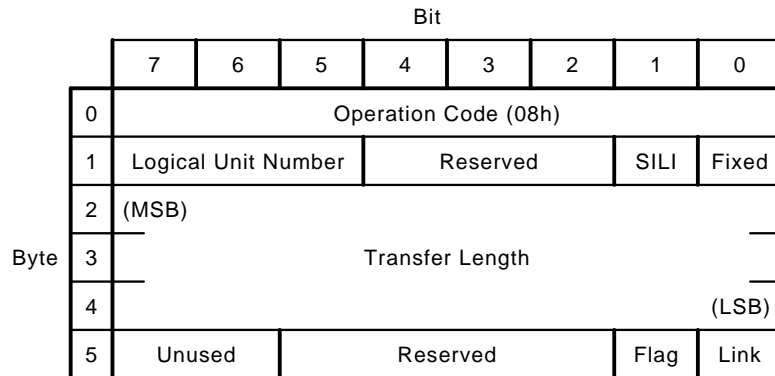 Bit
7 6 5 4 3 2 1 0
0 Operation Code (08h)
1 Logical Unit Number Reserved SILI Fixed
2 (MSB)
Byte 3 Transfer Length
4 (LSB)
5 Unused Reserved Flag Link